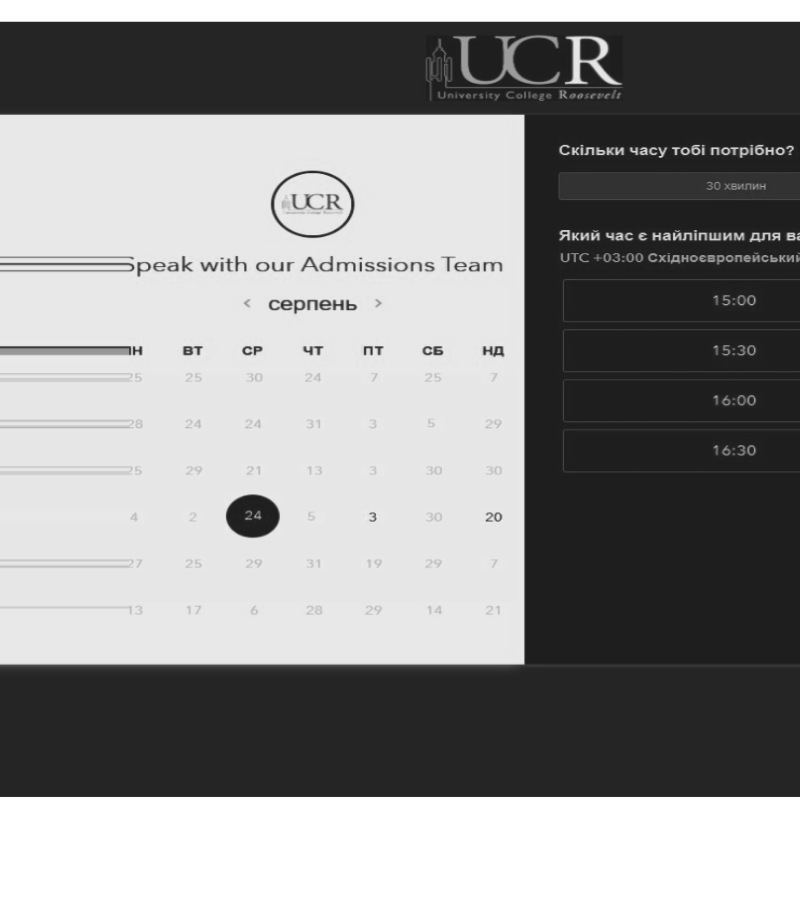 UCR
University College Roosevelt
UCR
Speak with our Admissions Team
< серпень >
ПН ВТ СР ЧТ ПТ СБ НД
25 25 30 24 7 25 7
28 24 24 31 3 5 29
25 29 21 13 3 30 30
4 2 24 5 3 30 20
27 25 29 31 19 29 7
13 17 6 28 29 14 21
Скільки часу тобі потрібно?
30 хвилин
Який час є найліпшим для ва
UTC +03:00 Східноєвропейський
15:00
15:30
16:00
16:30